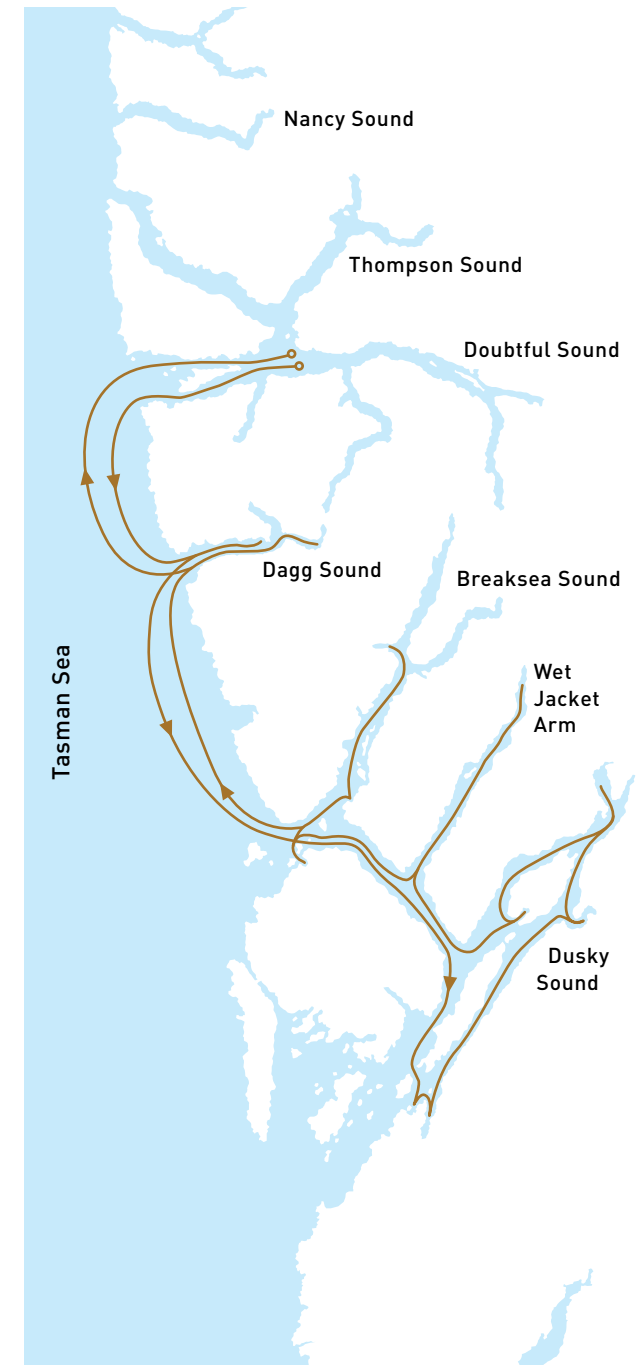 Nancy Sound
Thompson Sound
Doubtful Sound
Dagg Sound
Breaksea Sound
Wet
Jacket
Arm
Tasman Sea
Dusky
Sound